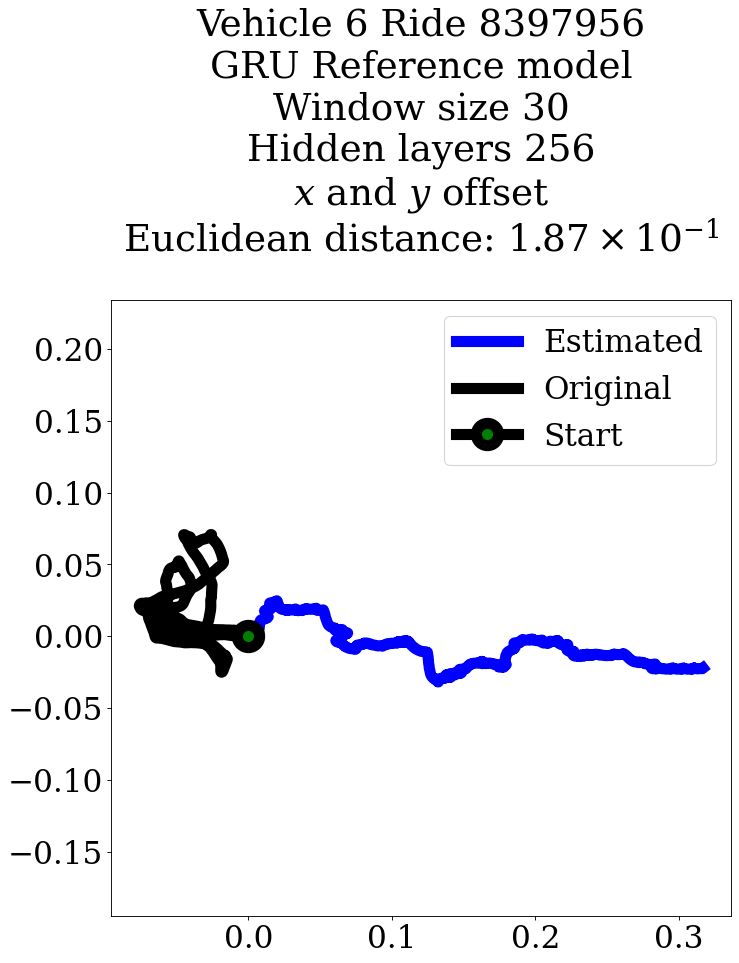 Vehicle 6 Ride 8397956
GRU Reference model
Window size 30
Hidden layers 256
x and y offset
Euclidean distance: 1.87 × 10⁻¹
Estimated
Original
Start
0.20
0.15
0.10
0.05
0.00
−0.05
−0.10
−0.15
0.0 0.1 0.2 0.3